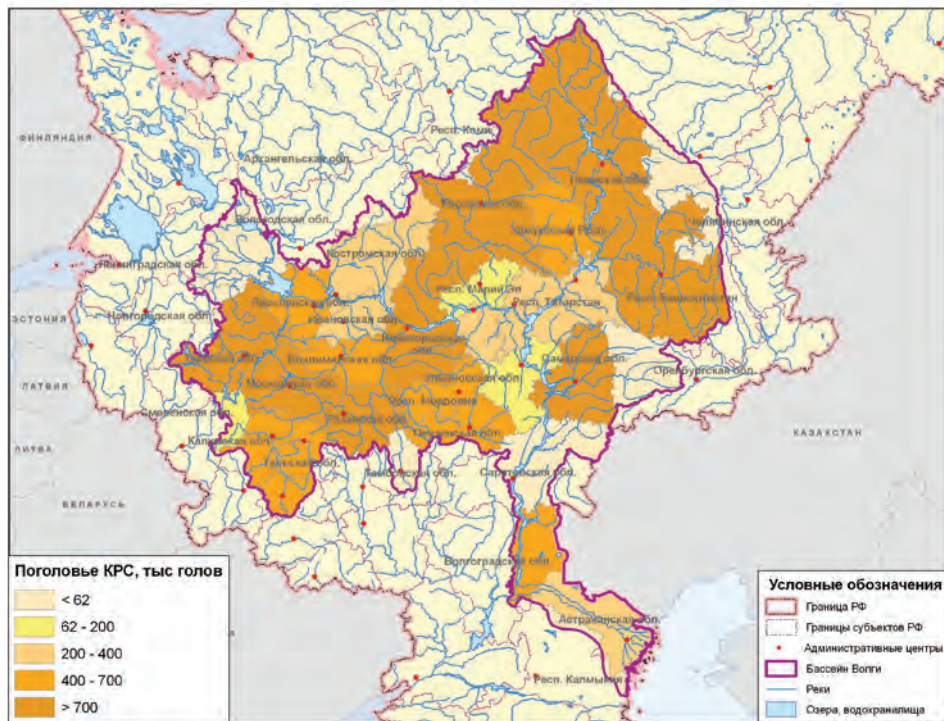 ФИНЛЯНДИЯ
Респ. Коми
Архангельская обл.
Пермская обл.
Вологодская обл.
Кировская обл.
Челябинская обл.
Удмуртская Респ.
Костромская обл.
Ленинградская обл.
Респ. Марий Эл
Респ. Башкортостан
Ярославская обл.
Респ. Татарстан
ЭСТОНИЯ
Новгородская обл.
Ивановская обл.
Нижегородская обл.
Тверская обл.
Владимирская обл.
Самарская обл.
Ульяновская обл.
Оренбургская обл.
ЛАТВИЯ
Московская обл.
Респ. Мордовия
Смоленская обл.
Рязанская обл.
Пензенская обл.
КАЗАХСТАН
Калужская обл.
ЛИТВА
Тульская обл.
Тамбовская обл.
Саратовская обл.
БЕЛАРУСЬ
Волгоградская обл.
Астраханская обл.
Респ. Калмыкия
Поголовье КРС, тыс голов
< 62
62 - 200
200 - 400
400 - 700
> 700
Условные обозначения
Граница РФ
Границы субъектов РФ
Административные центры
Бассейн Волги
Реки
Озера, водохранилища